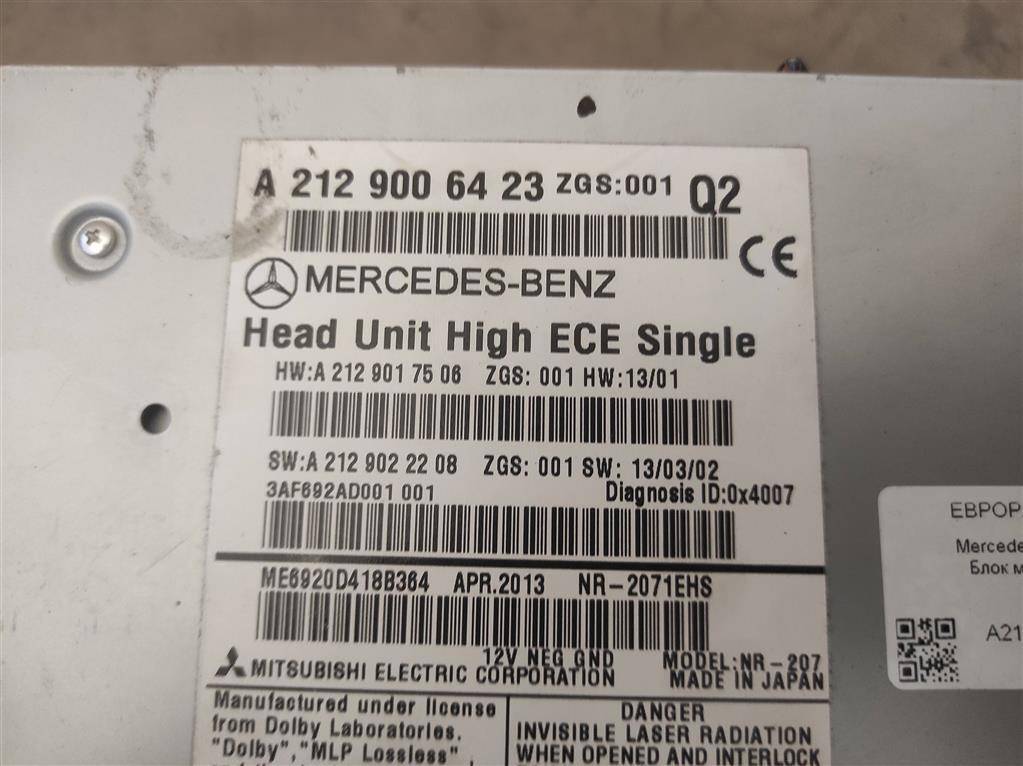 A 212 900 64 23 ZGS:001 Q2
CE
MERCEDES-BENZ
Head Unit High ECE Single
HW:A 212 901 75 06 ZGS: 001 HW:13/01
SW:A 212 902 22 08 ZGS: 001 SW: 13/03/02
3AF692AD001 001 Diagnosis ID:0x4007
ME6920D418B364 APR.2013 NR-2071EHS
12V NEG GND MODEL:NR-207
MITSUBISHI ELECTRIC CORPORATION MADE IN JAPAN
Manufactured under license
from Dolby Laboratories.
"Dolby","MLP Lossless",
DANGER
INVISIBLE LASER RADIATION
WHEN OPENED AND INTERLOCK
ЕВРОР
Mercede
Блок м
A21